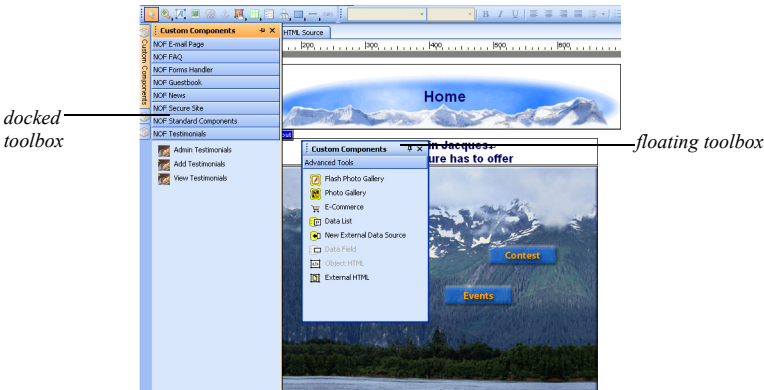 B I U
Custom Components
HTML Source
NOF E-mail Page
NOF FAQ
NOF Forms Handler
NOF Guestbook
NOF News
NOF Secure Site
NOF Standard Components
NOF Testimonials
Admin Testimonials
Add Testimonials
View Testimonials
Custom Components
200 300 400 500 600
Home
docked
toolbox
out
in Jacques
ure has to offer
floating toolbox
Custom Components
Advanced Tools
Flash Photo Gallery
Photo Gallery
E-Commerce
Data List
New External Data Source
Data Field
Object HTML
External HTML
Contest
Events